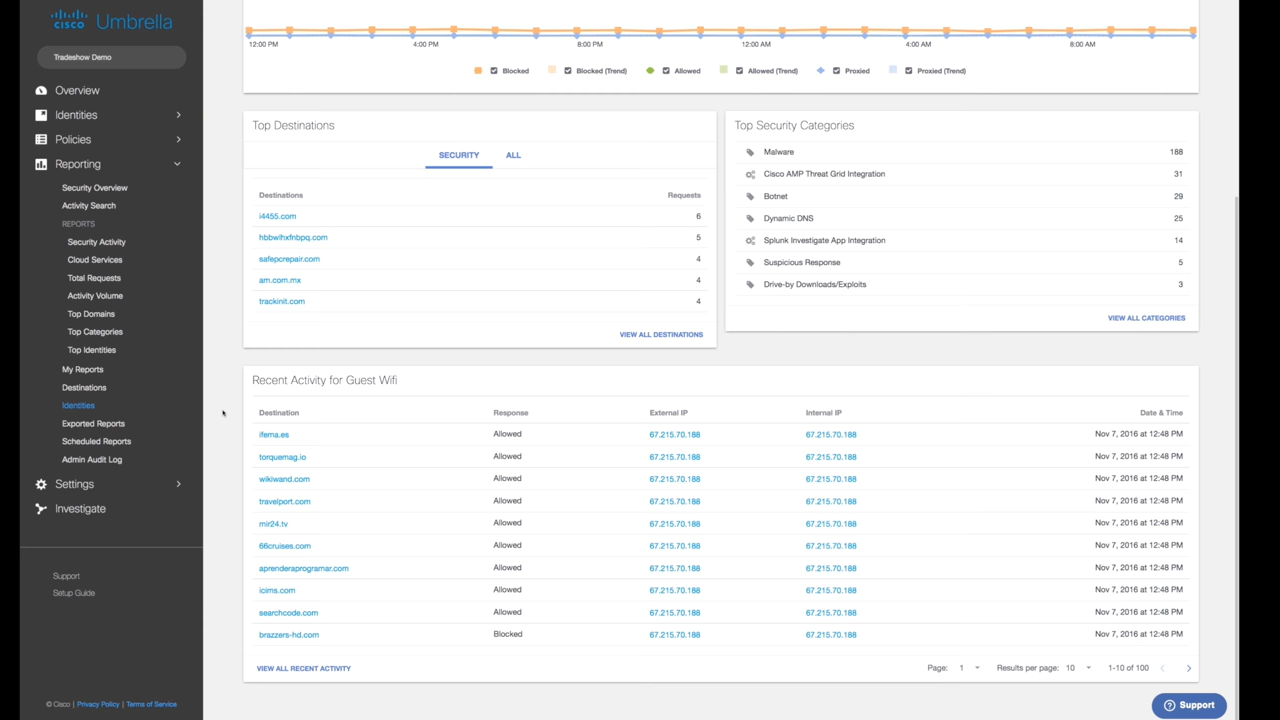 cisco Umbrella
Tradeshow Demo
Overview
Identities
Policies
Reporting
Security Overview
Activity Search
REPORTS
Security Activity
Cloud Services
Total Requests
Activity Volume
Top Domains
Top Categories
Top Identities
My Reports
Destinations
Identities
Exported Reports
Scheduled Reports
Admin Audit Log
Settings
Investigate
Support
Setup Guide
© Cisco | Privacy Policy | Terms of Service
12:00 PM 4:00 PM 8:00 PM 12:00 AM 4:00 AM 8:00 AM
Blocked Blocked (Trend) Allowed Allowed (Trend) Proxied Proxied (Trend)
Top Destinations
SECURITY ALL
Destinations Requests
i4455.com 6
hbbwlhxfnbpq.com 5
safepcrepair.com 4
am.com.mx 4
trackinit.com 4
VIEW ALL DESTINATIONS
Top Security Categories
Malware 188
Cisco AMP Threat Grid Integration 31
Botnet 29
Dynamic DNS 25
Splunk Investigate App Integration 14
Suspicious Response 5
Drive-by Downloads/Exploits 3
VIEW ALL CATEGORIES
Recent Activity for Guest Wifi
Destination Response External IP Internal IP Date & Time
ifema.es Allowed 67.215.70.188 67.215.70.188 Nov 7, 2016 at 12:48 PM
torquemag.io Allowed 67.215.70.188 67.215.70.188 Nov 7, 2016 at 12:48 PM
wikiwand.com Allowed 67.215.70.188 67.215.70.188 Nov 7, 2016 at 12:48 PM
travelport.com Allowed 67.215.70.188 67.215.70.188 Nov 7, 2016 at 12:48 PM
mir24.tv Allowed 67.215.70.188 67.215.70.188 Nov 7, 2016 at 12:48 PM
66cruises.com Allowed 67.215.70.188 67.215.70.188 Nov 7, 2016 at 12:48 PM
aprenderaprogramar.com Allowed 67.215.70.188 67.215.70.188 Nov 7, 2016 at 12:48 PM
icims.com Allowed 67.215.70.188 67.215.70.188 Nov 7, 2016 at 12:48 PM
searchcode.com Allowed 67.215.70.188 67.215.70.188 Nov 7, 2016 at 12:48 PM
brazzers-hd.com Blocked 67.215.70.188 67.215.70.188 Nov 7, 2016 at 12:48 PM
VIEW ALL RECENT ACTIVITY Page: 1 Results per page: 10 1-10 of 100
Support